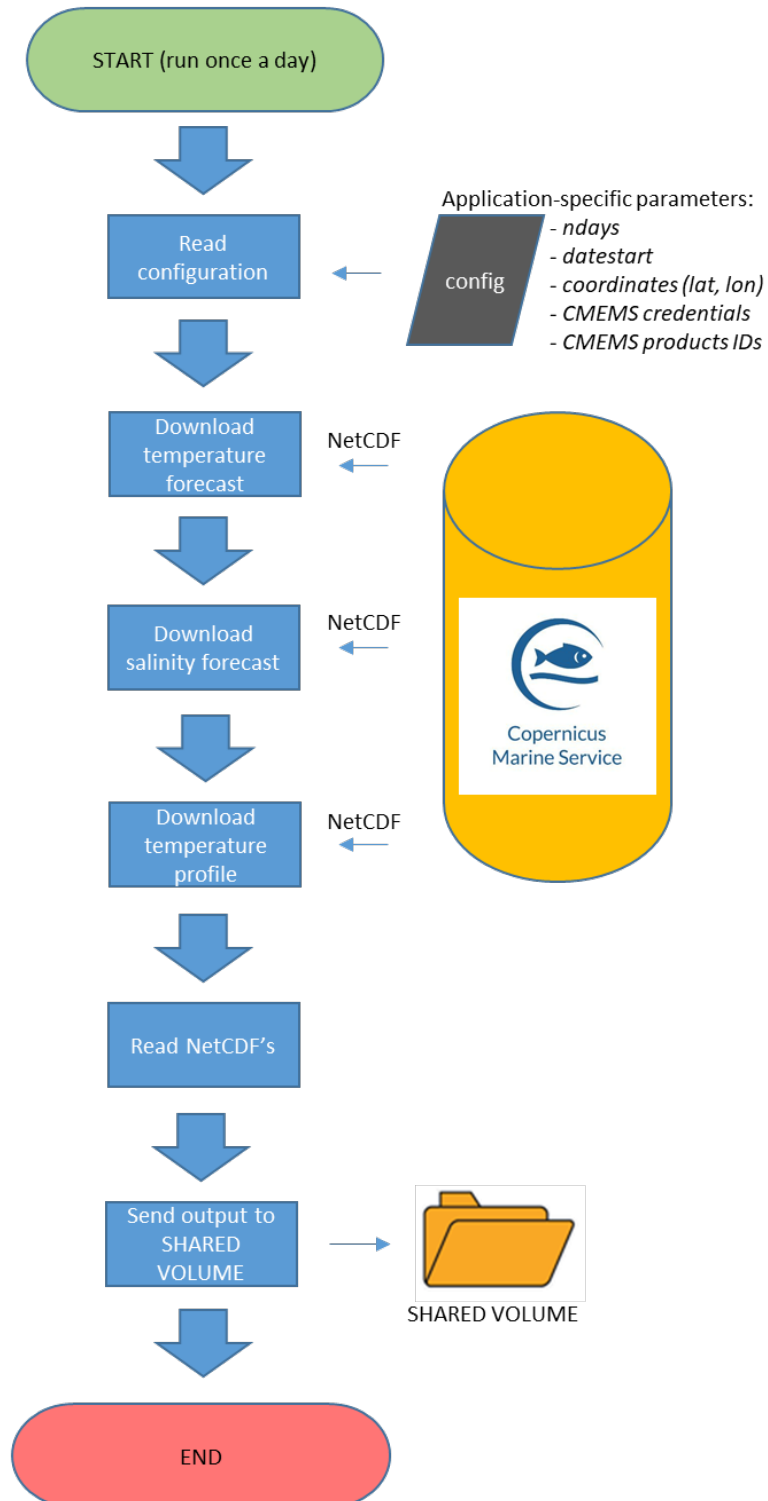 START (run once a day)
Application-specific parameters:
- ndays
- datestart
- coordinates (lat, lon)
- CMEMS credentials
- CMEMS products IDs
Read
configuration
config
Download
temperature
forecast
NetCDF
Download
salinity forecast
NetCDF
Copernicus
Marine Service
Download
temperature
profile
NetCDF
Read NetCDF's
Send output to
SHARED
VOLUME
SHARED VOLUME
END